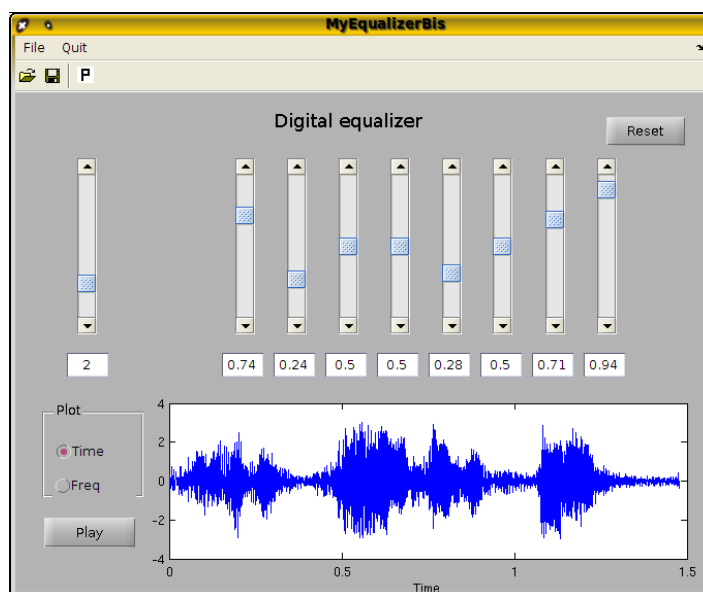 MyEqualizerBis
File Quit
P
Digital equalizer
Reset
2 0.74 0.24 0.5 0.5 0.28 0.5 0.71 0.94
Plot
Time
Freq
Play
4
2
0
-2
-4
0 0.5 1 1.5
Time